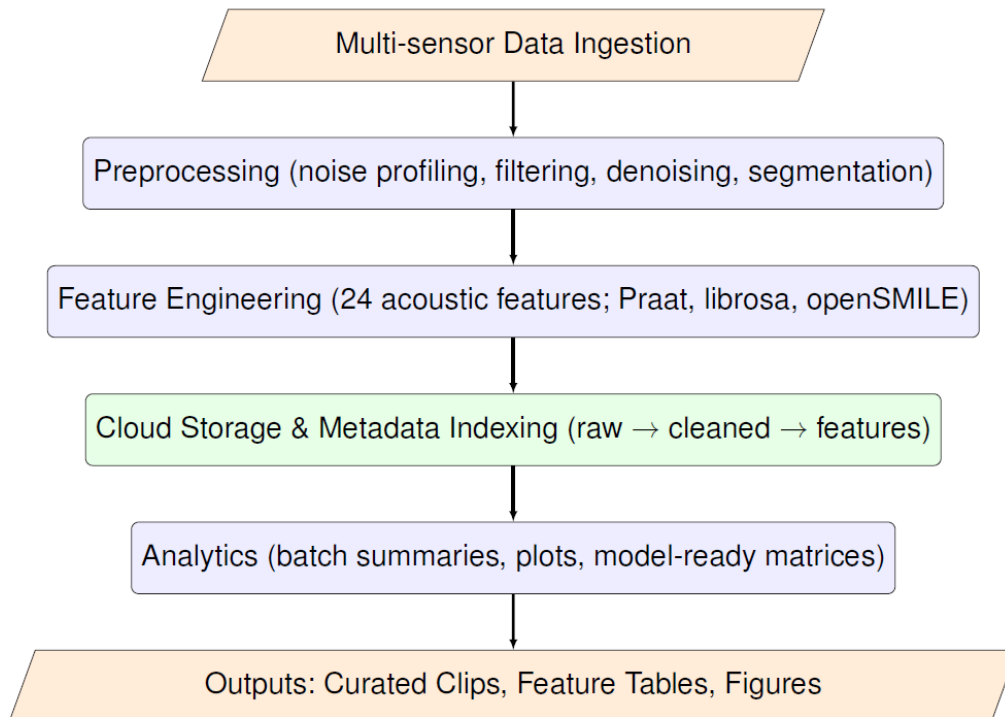 Multi-sensor Data Ingestion
Preprocessing (noise profiling, filtering, denoising, segmentation)
Feature Engineering (24 acoustic features; Praat, librosa, openSMILE)
Cloud Storage & Metadata Indexing (raw → cleaned → features)
Analytics (batch summaries, plots, model-ready matrices)
Outputs: Curated Clips, Feature Tables, Figures